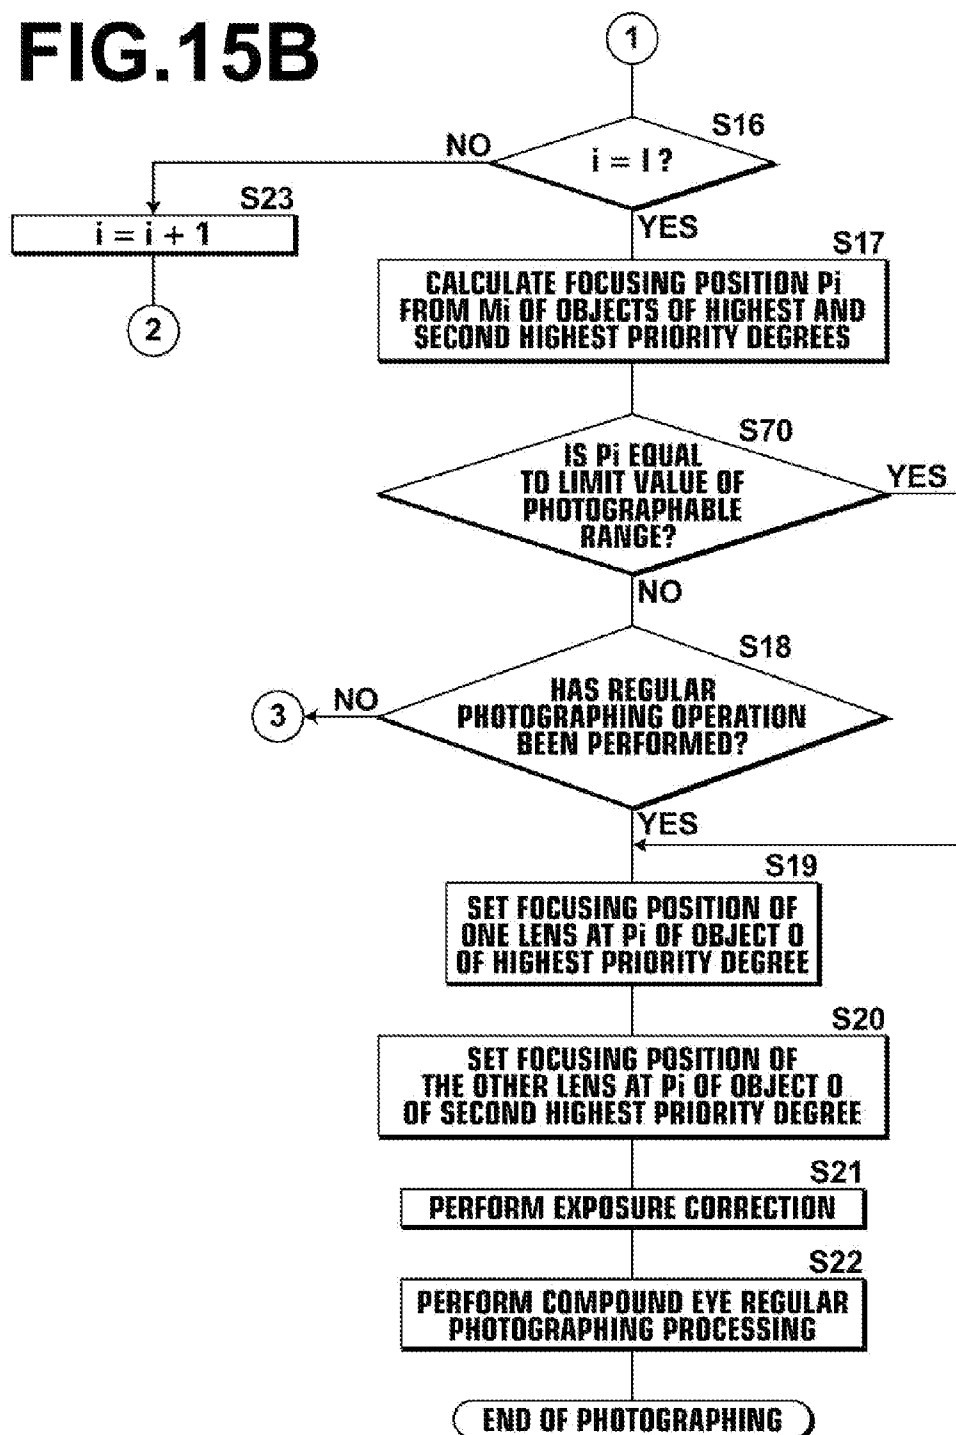 FIG.15B
1
S16
NO
i = I ?
S23
i = i + 1
YES
2
S17
CALCULATE FOCUSING POSITION Pi
FROM Mi OF OBJECTS OF HIGHEST AND
SECOND HIGHEST PRIORITY DEGREES
S70
IS Pi EQUAL
TO LIMIT VALUE OF
PHOTOGRAPHABLE
RANGE?
YES
NO
S18
3
NO
HAS REGULAR
PHOTOGRAPHING OPERATION
BEEN PERFORMED?
YES
S19
SET FOCUSING POSITION OF
ONE LENS AT Pi OF OBJECT O
OF HIGHEST PRIORITY DEGREE
S20
SET FOCUSING POSITION OF
THE OTHER LENS AT Pi OF OBJECT O
OF SECOND HIGHEST PRIORITY DEGREE
S21
PERFORM EXPOSURE CORRECTION
S22
PERFORM COMPOUND EYE REGULAR
PHOTOGRAPHING PROCESSING
END OF PHOTOGRAPHING